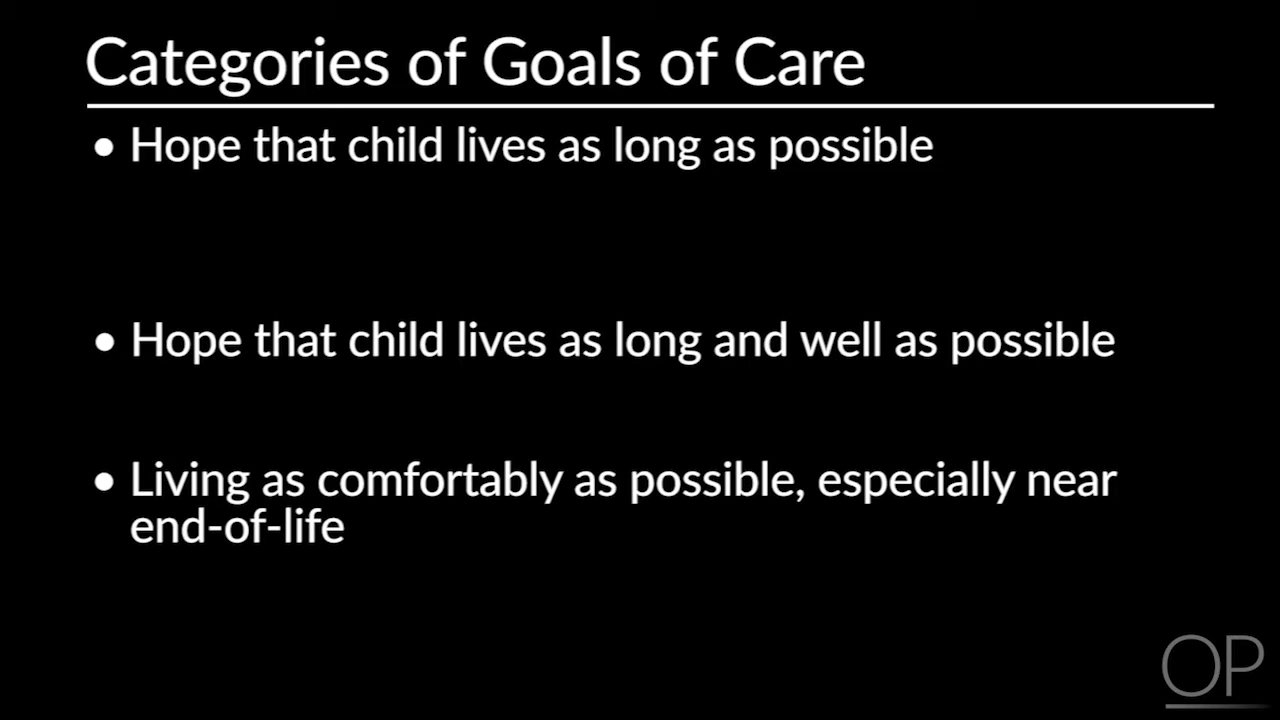 Categories of Goals of Care
• Hope that child lives as long as possible
• Hope that child lives as long and well as possible
• Living as comfortably as possible, especially near
end-of-life
OP